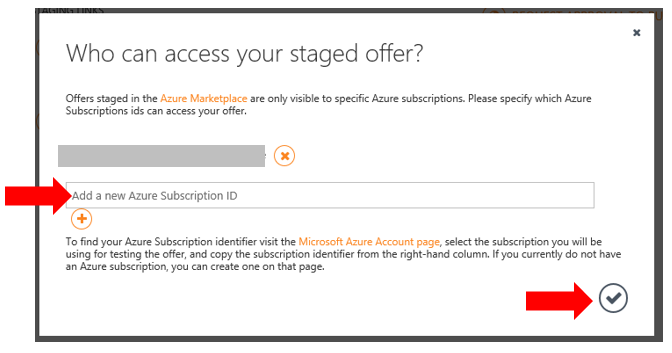 Who can access your staged offer?
Offers staged in the Azure Marketplace are only visible to specific Azure subscriptions. Please specify which Azure
Subscriptions ids can access your offer.
Add a new Azure Subscription ID
To find your Azure Subscription identifier visit the Microsoft Azure Account page, select the subscription you will be
using for testing the offer, and copy the subscription identifier from the right-hand column. If you currently do not have
an Azure subscription, you can create one on that page.